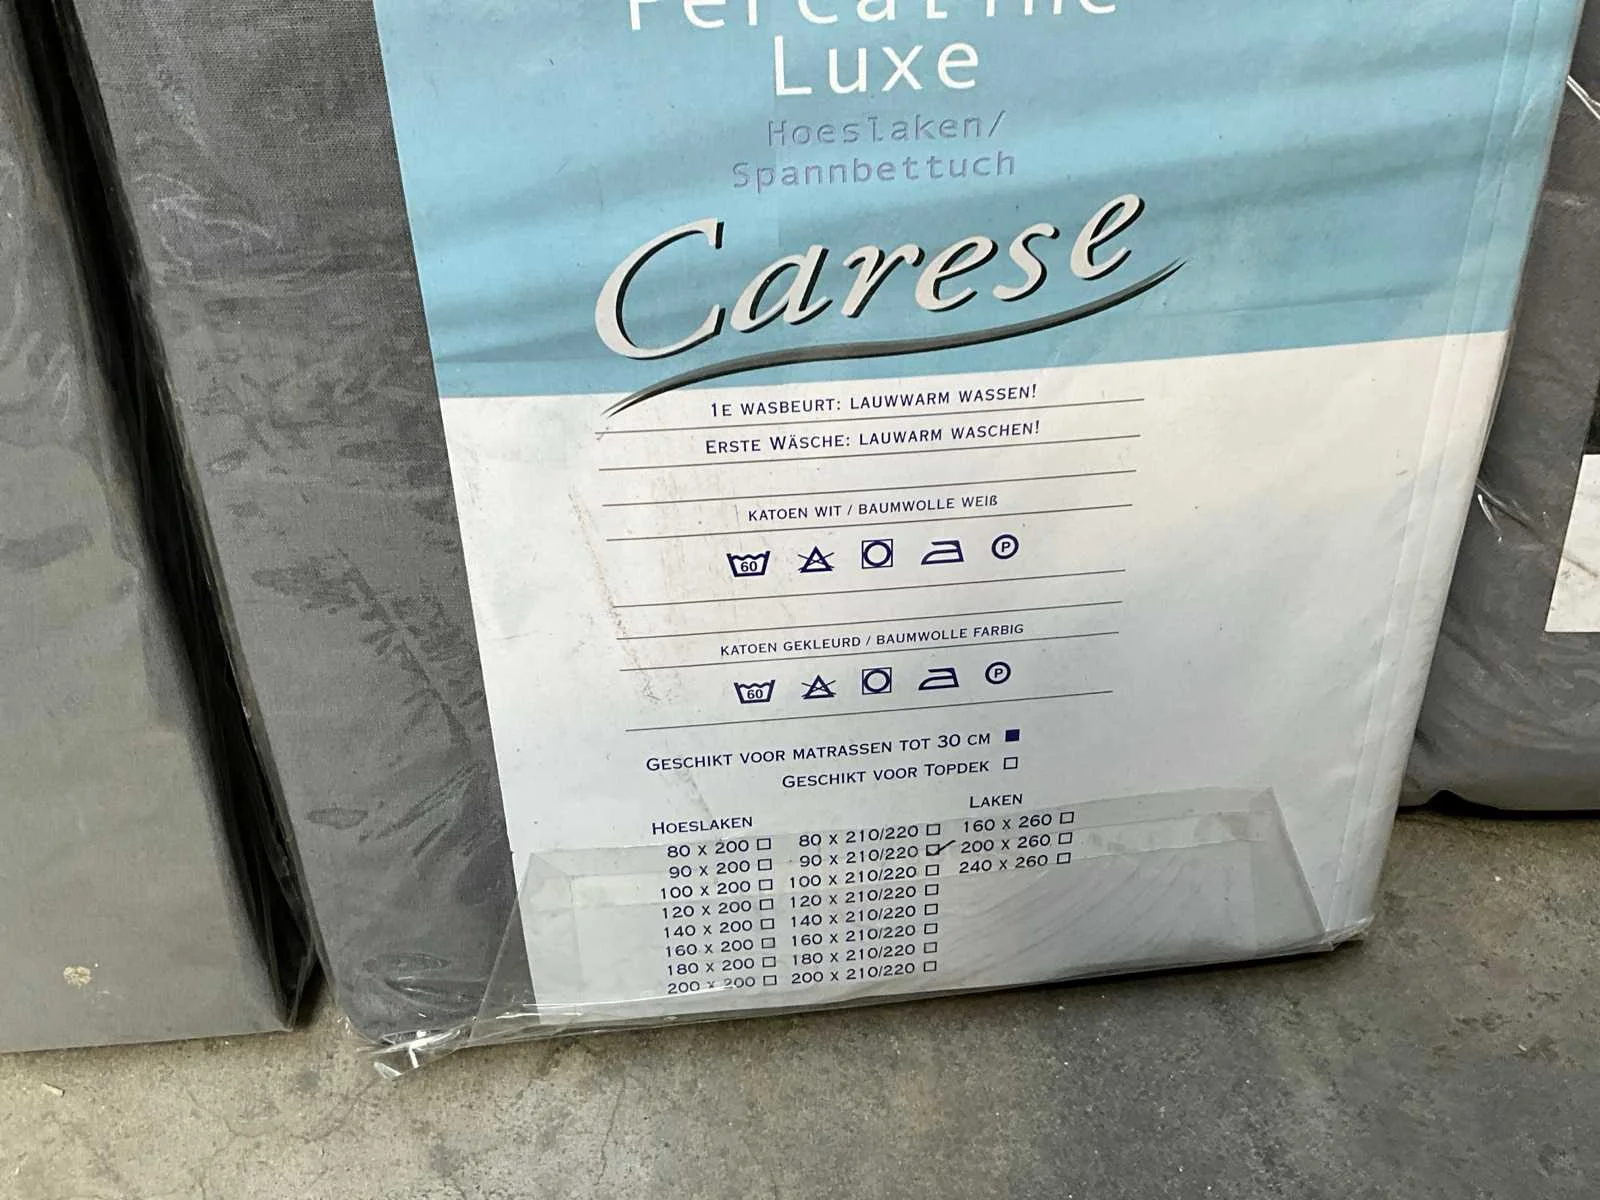 Percaline
Luxe
Hoeslaken/
Spannbettuch
Carese
1E WASBEURT: LAUWWARM WASSEN!
ERSTE WÄSCHE: LAUWARM WASCHEN!
KATOEN WIT / BAUMWOLLE WEIß
60 P
KATOEN GEKLEURD / BAUMWOLLE FARBIG
60 P
GESCHIKT VOOR MATRASSEN TOT 30 CM
GESCHIKT VOOR TOPDEK
HOESLAKEN LAKEN
80 X 200 80 X 210/220 160 X 260
90 X 200 90 X 210/220 200 X 260
100 X 200 100 X 210/220 240 X 260
120 X 200 120 X 210/220
140 X 200 140 X 210/220
160 X 200 160 X 210/220
180 X 200 180 X 210/220
200 X 200 200 X 210/220